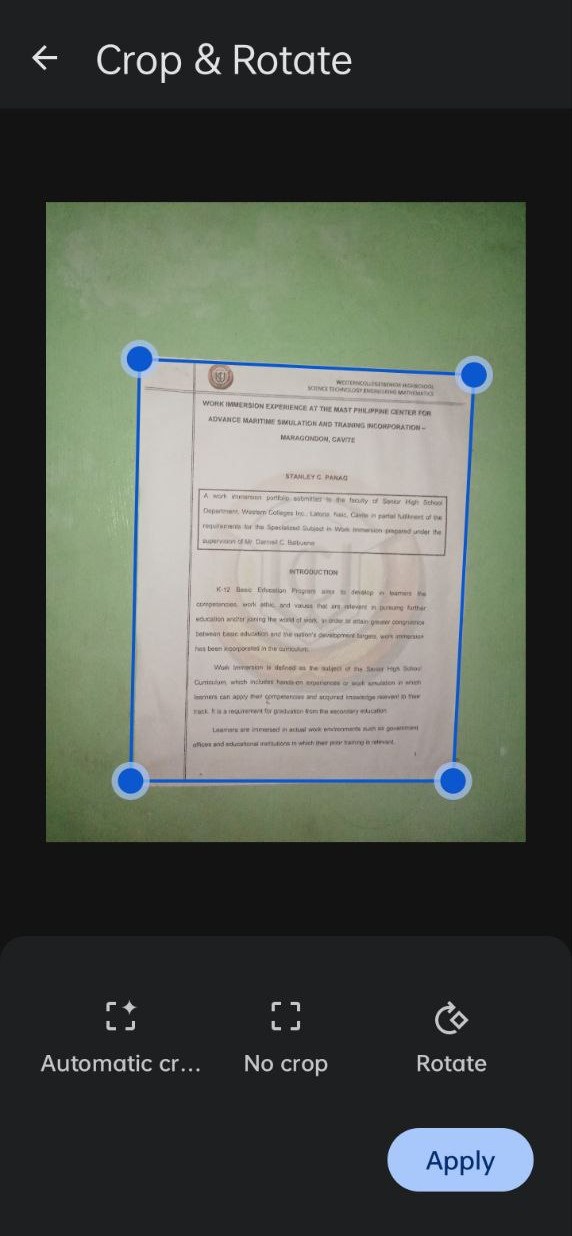 Crop & Rotate
WESTERN COLLEGES SENIOR HIGH SCHOOL
SCIENCE TECHNOLOGY ENGINEERING MATHEMATICS
WORK IMMERSION EXPERIENCE AT THE MAST PHILIPPINE CENTER FOR
ADVANCE MARITIME SIMULATION AND TRAINING INCORPORATION –
MARAGONDON, CAVITE
STANLEY C. PANAG
A work immersion portfolio submitted to the faculty of Senior High School
Department, Western Colleges Inc., Latoria, Naic, Cavite in partial fulfillment of the
requirements for the Specialized Subject in Work Immersion prepared under the
supervision of Mr. C.
INTRODUCTION
K-12 Basic Education Program aims to develop in learners the
competencies, work ethic, and values that are relevant in pursuing further
education and/or joining the world of work. In order to attain greater congruence
between basic education and the nation's development targets, work immersion
has been incorporated in the curriculum.
Work Immersion is defined as the subject of the Senior High School
Curriculum, which includes hands-on experiences or work simulation in which
learners can apply their competencies and acquired knowledge relevant to their
track. It is a requirement for graduation from the secondary education.
Learners are immersed in actual work environments such as government
offices and educational institutions to which their prior training is relevant.
1
Automatic cr...
No crop
Rotate
Apply